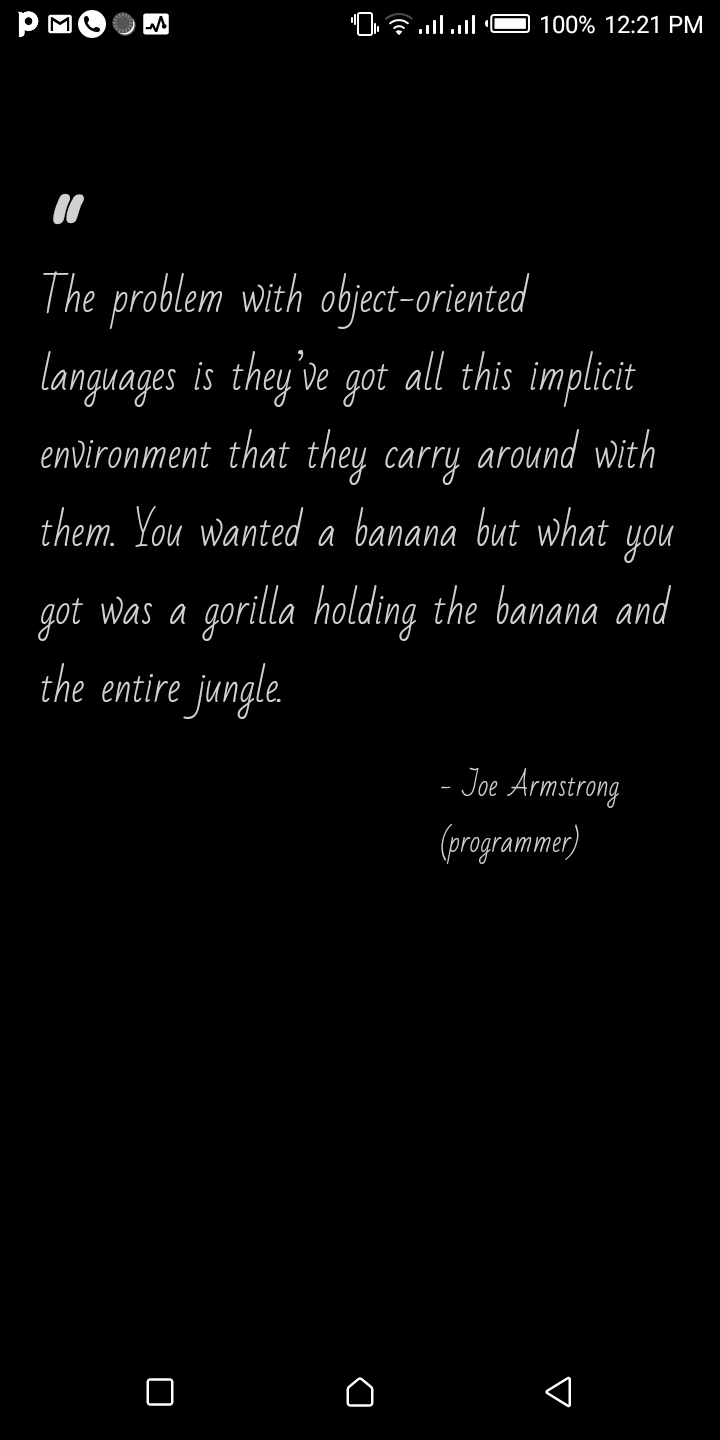 100% 12:21 PM
"
The problem with object-oriented
languages is they've got all this implicit
environment that they carry around with
them. You wanted a banana but what you
got was a gorilla holding the banana and
the entire jungle.
- Joe Armstrong
(programmer)